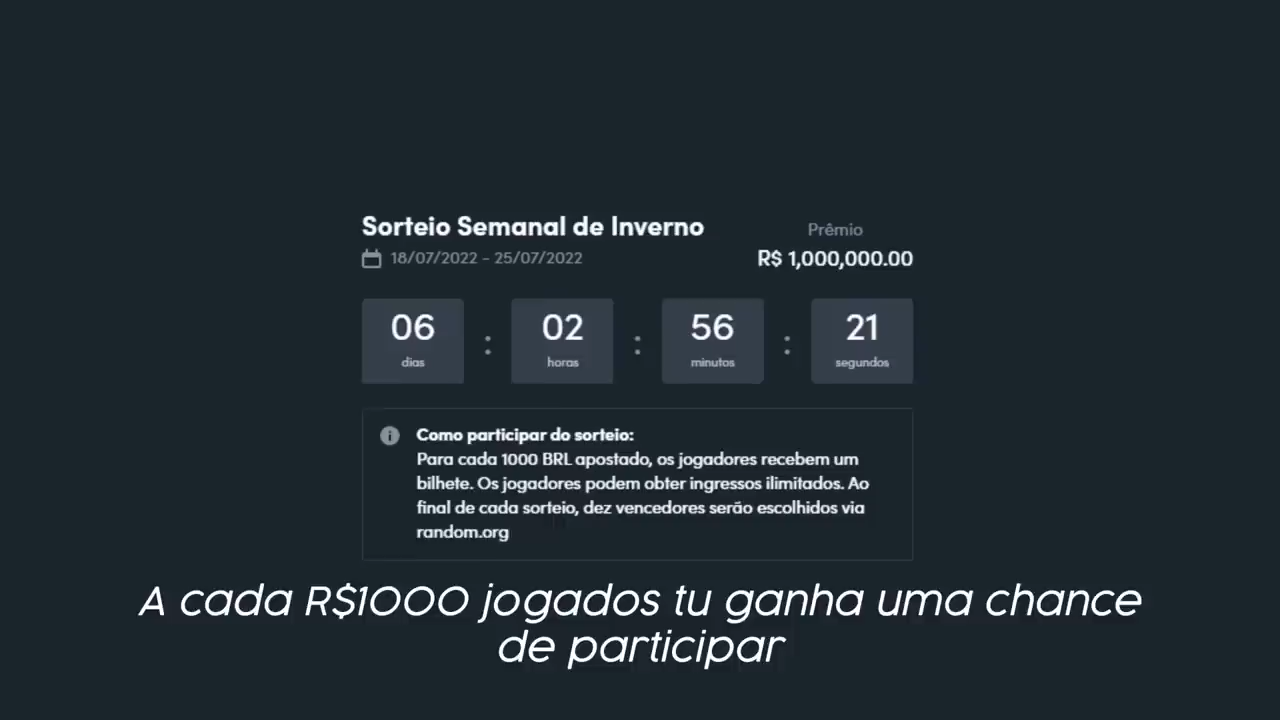 Sorteio Semanal de Inverno
Prêmio
18/07/2022 - 25/07/2022
R$ 1,000,000.00
06 : 02 : 56 : 21
dias horas minutos segundos
Como participar do sorteio:
Para cada 1000 BRL apostado, os jogadores recebem um
bilhete. Os jogadores podem obter ingressos ilimitados. Ao
final de cada sorteio, dez vencedores serão escolhidos via
random.org
A cada R$1000 jogados tu ganha uma chance
de participar